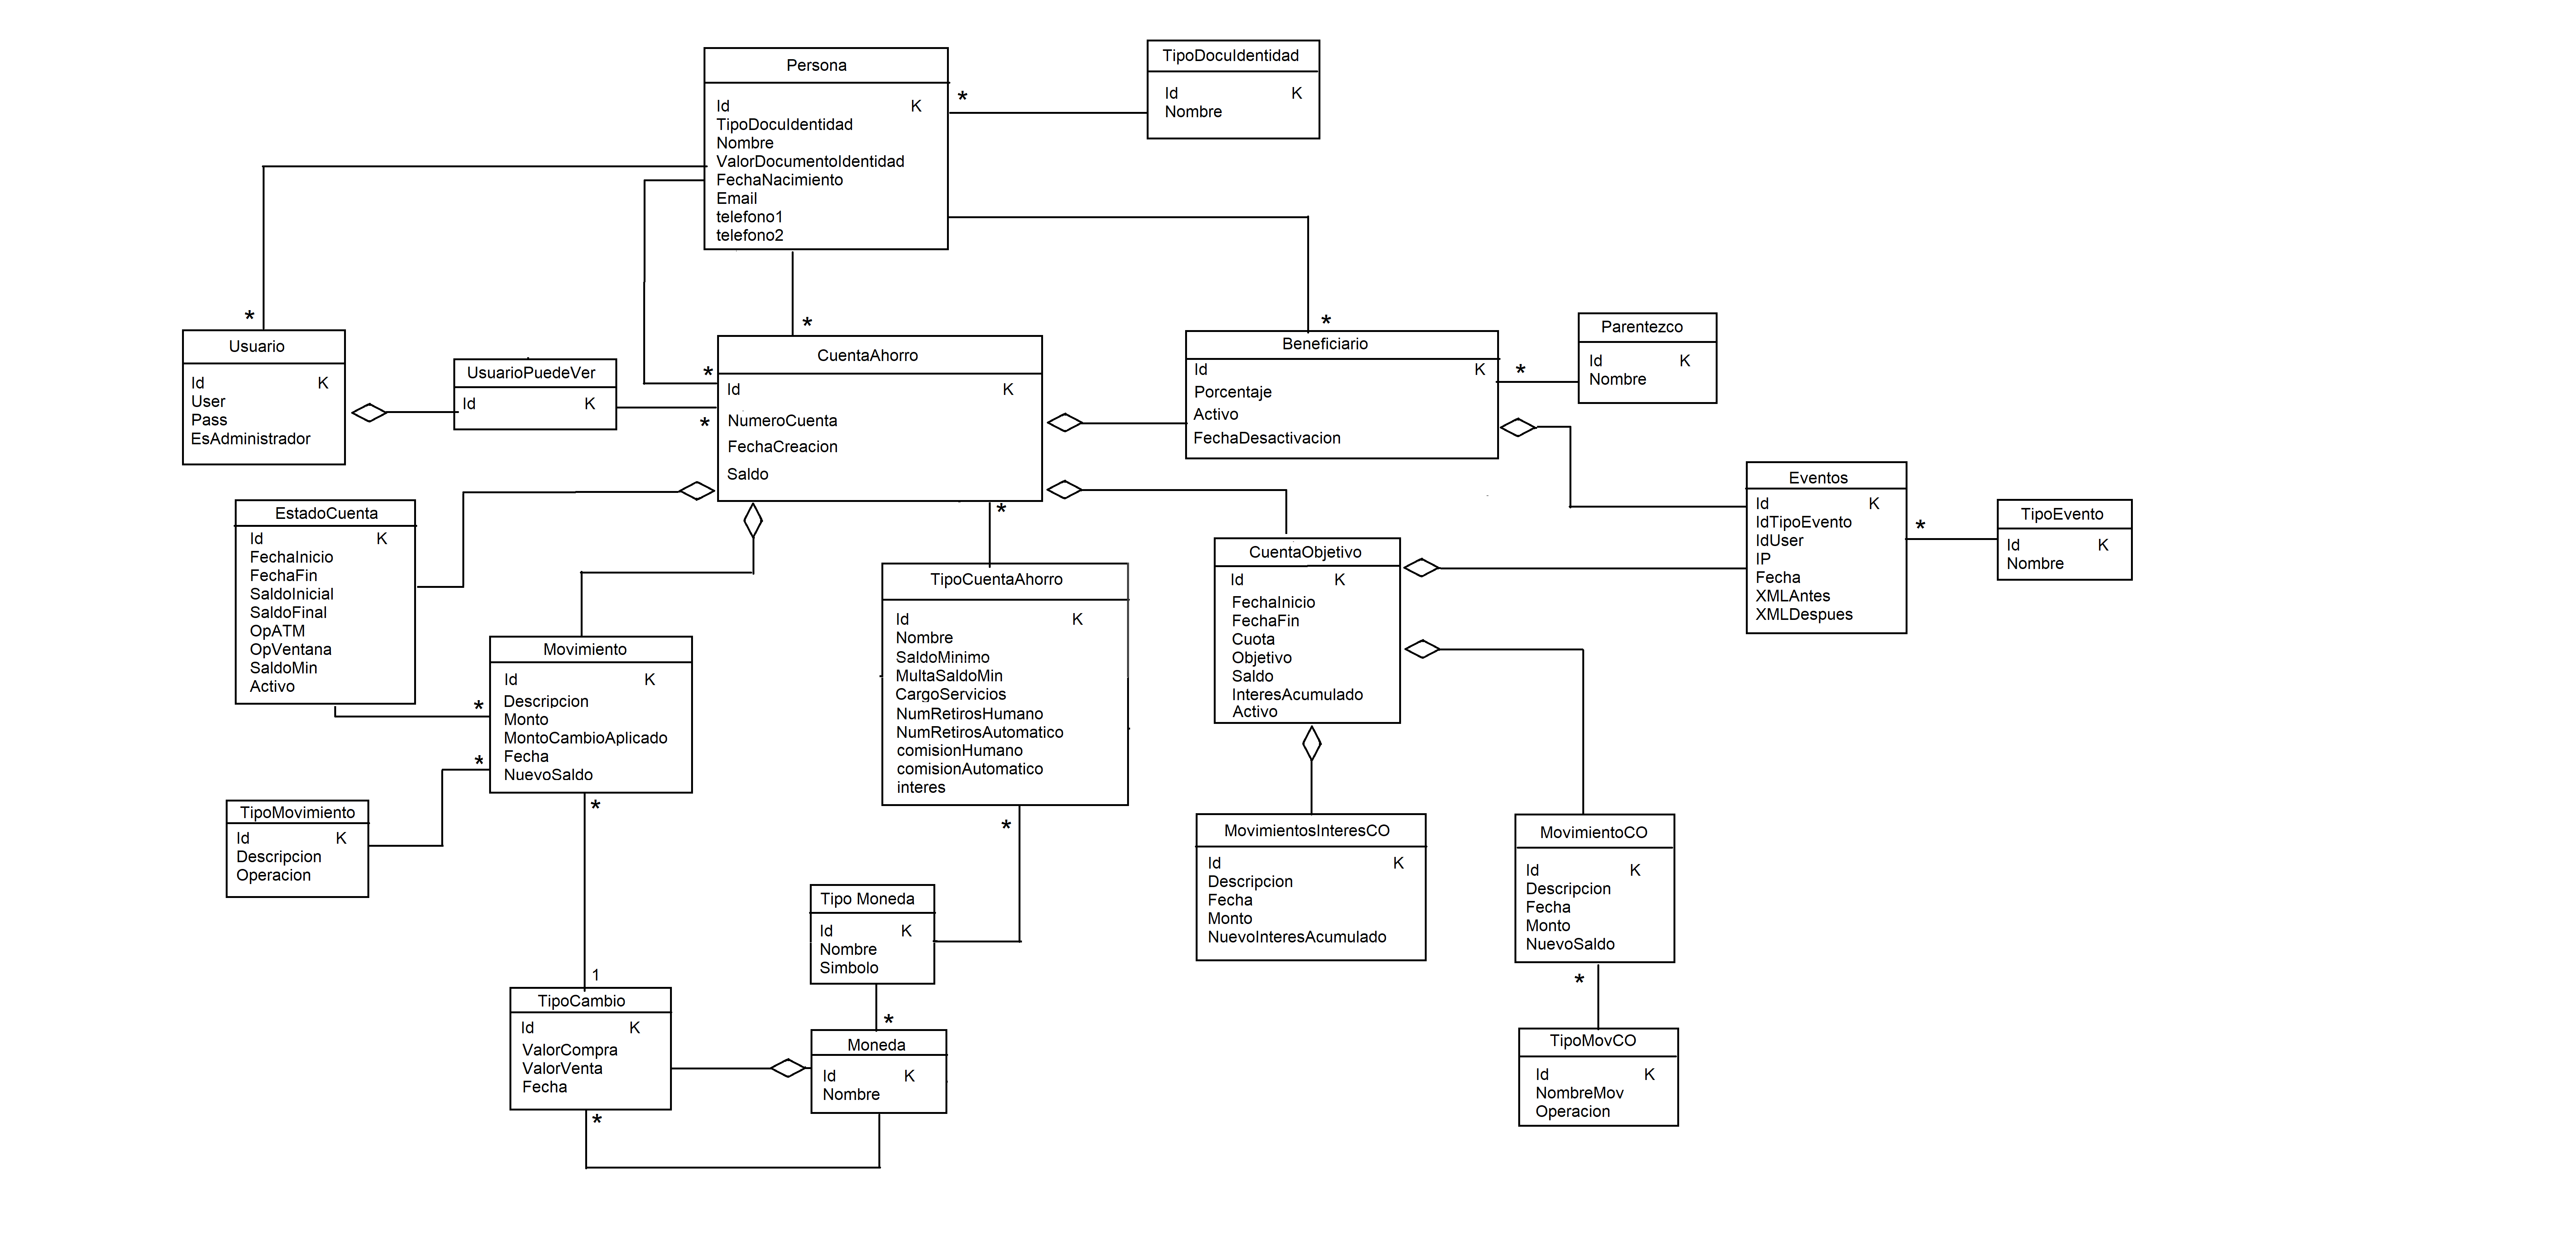 Persona
Id K
TipoDocuIdentidad
Nombre
ValorDocumentoIdentidad
FechaNacimiento
Email
telefono1
telefono2
*
TipoDocuIdentidad
Id K
Nombre
*
Usuario
Id K
User
Pass
EsAdministrador
UsuarioPuedeVer
Id K
*
*
*
CuentaAhorro
Id K
NumeroCuenta
FechaCreacion
Saldo
*
*
Beneficiario
Id K
Porcentaje
Activo
FechaDesactivacion
*
Parentezco
Id K
Nombre
Eventos
Id K
IdTipoEvento
IdUser
IP
Fecha
XMLAntes
XMLDespues
*
TipoEvento
Id K
Nombre
EstadoCuenta
Id K
FechaInicio
FechaFin
SaldoInicial
SaldoFinal
OpATM
OpVentana
SaldoMin
Activo
*
*
Movimiento
Id K
Descripcion
Monto
MontoCambioAplicado
Fecha
NuevoSaldo
*
TipoCuentaAhorro
Id K
Nombre
SaldoMinimo
MultaSaldoMin
CargoServicios
NumRetirosHumano
NumRetirosAutomatico
comisionHumano
comisionAutomatico
interes
*
CuentaObjetivo
Id K
FechaInicio
FechaFin
Cuota
Objetivo
Saldo
InteresAcumulado
Activo
TipoMovimiento
Id K
Descripcion
Operacion
Tipo Moneda
Id K
Nombre
Simbolo
*
MovimientosInteresCO
Id K
Descripcion
Fecha
Monto
NuevoInteresAcumulado
MovimientoCO
Id K
Descripcion
Fecha
Monto
NuevoSaldo
*
1
TipoCambio
Id K
ValorCompra
ValorVenta
Fecha
*
Moneda
Id K
Nombre
TipoMovCO
Id K
NombreMov
Operacion